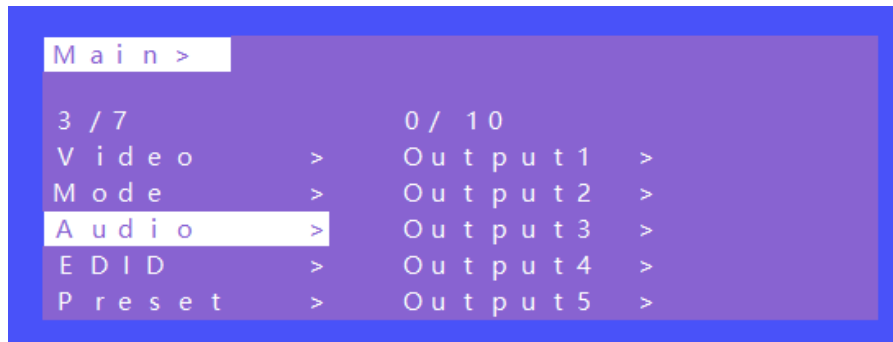 Main>
3/7 0/ 10
Video > Output1 >
Mode > Output2 >
Audio > Output3 >
EDID > Output4 >
Preset > Output5 >